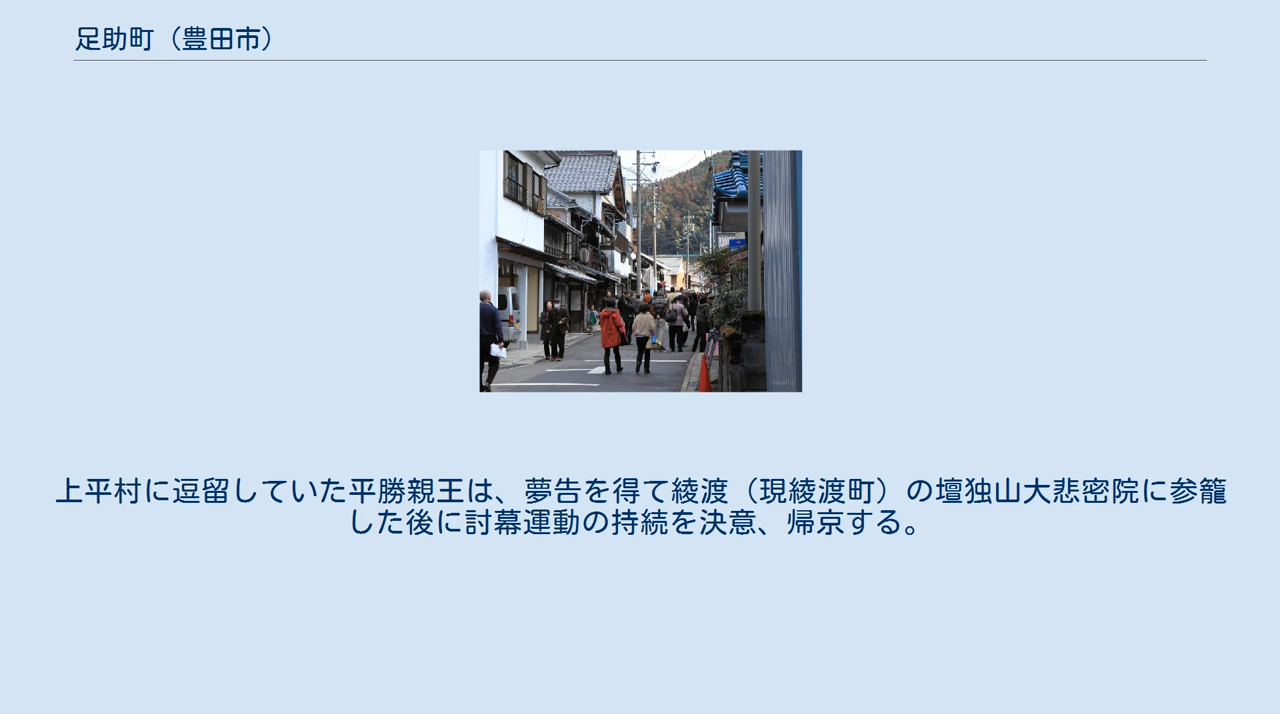 足助町（豊田市）
上平村に逗留していた平勝親王は、夢告を得て綾渡（現綾渡町）の壇独山大悲密院に参籠
した後に討幕運動の持続を決意、帰京する。